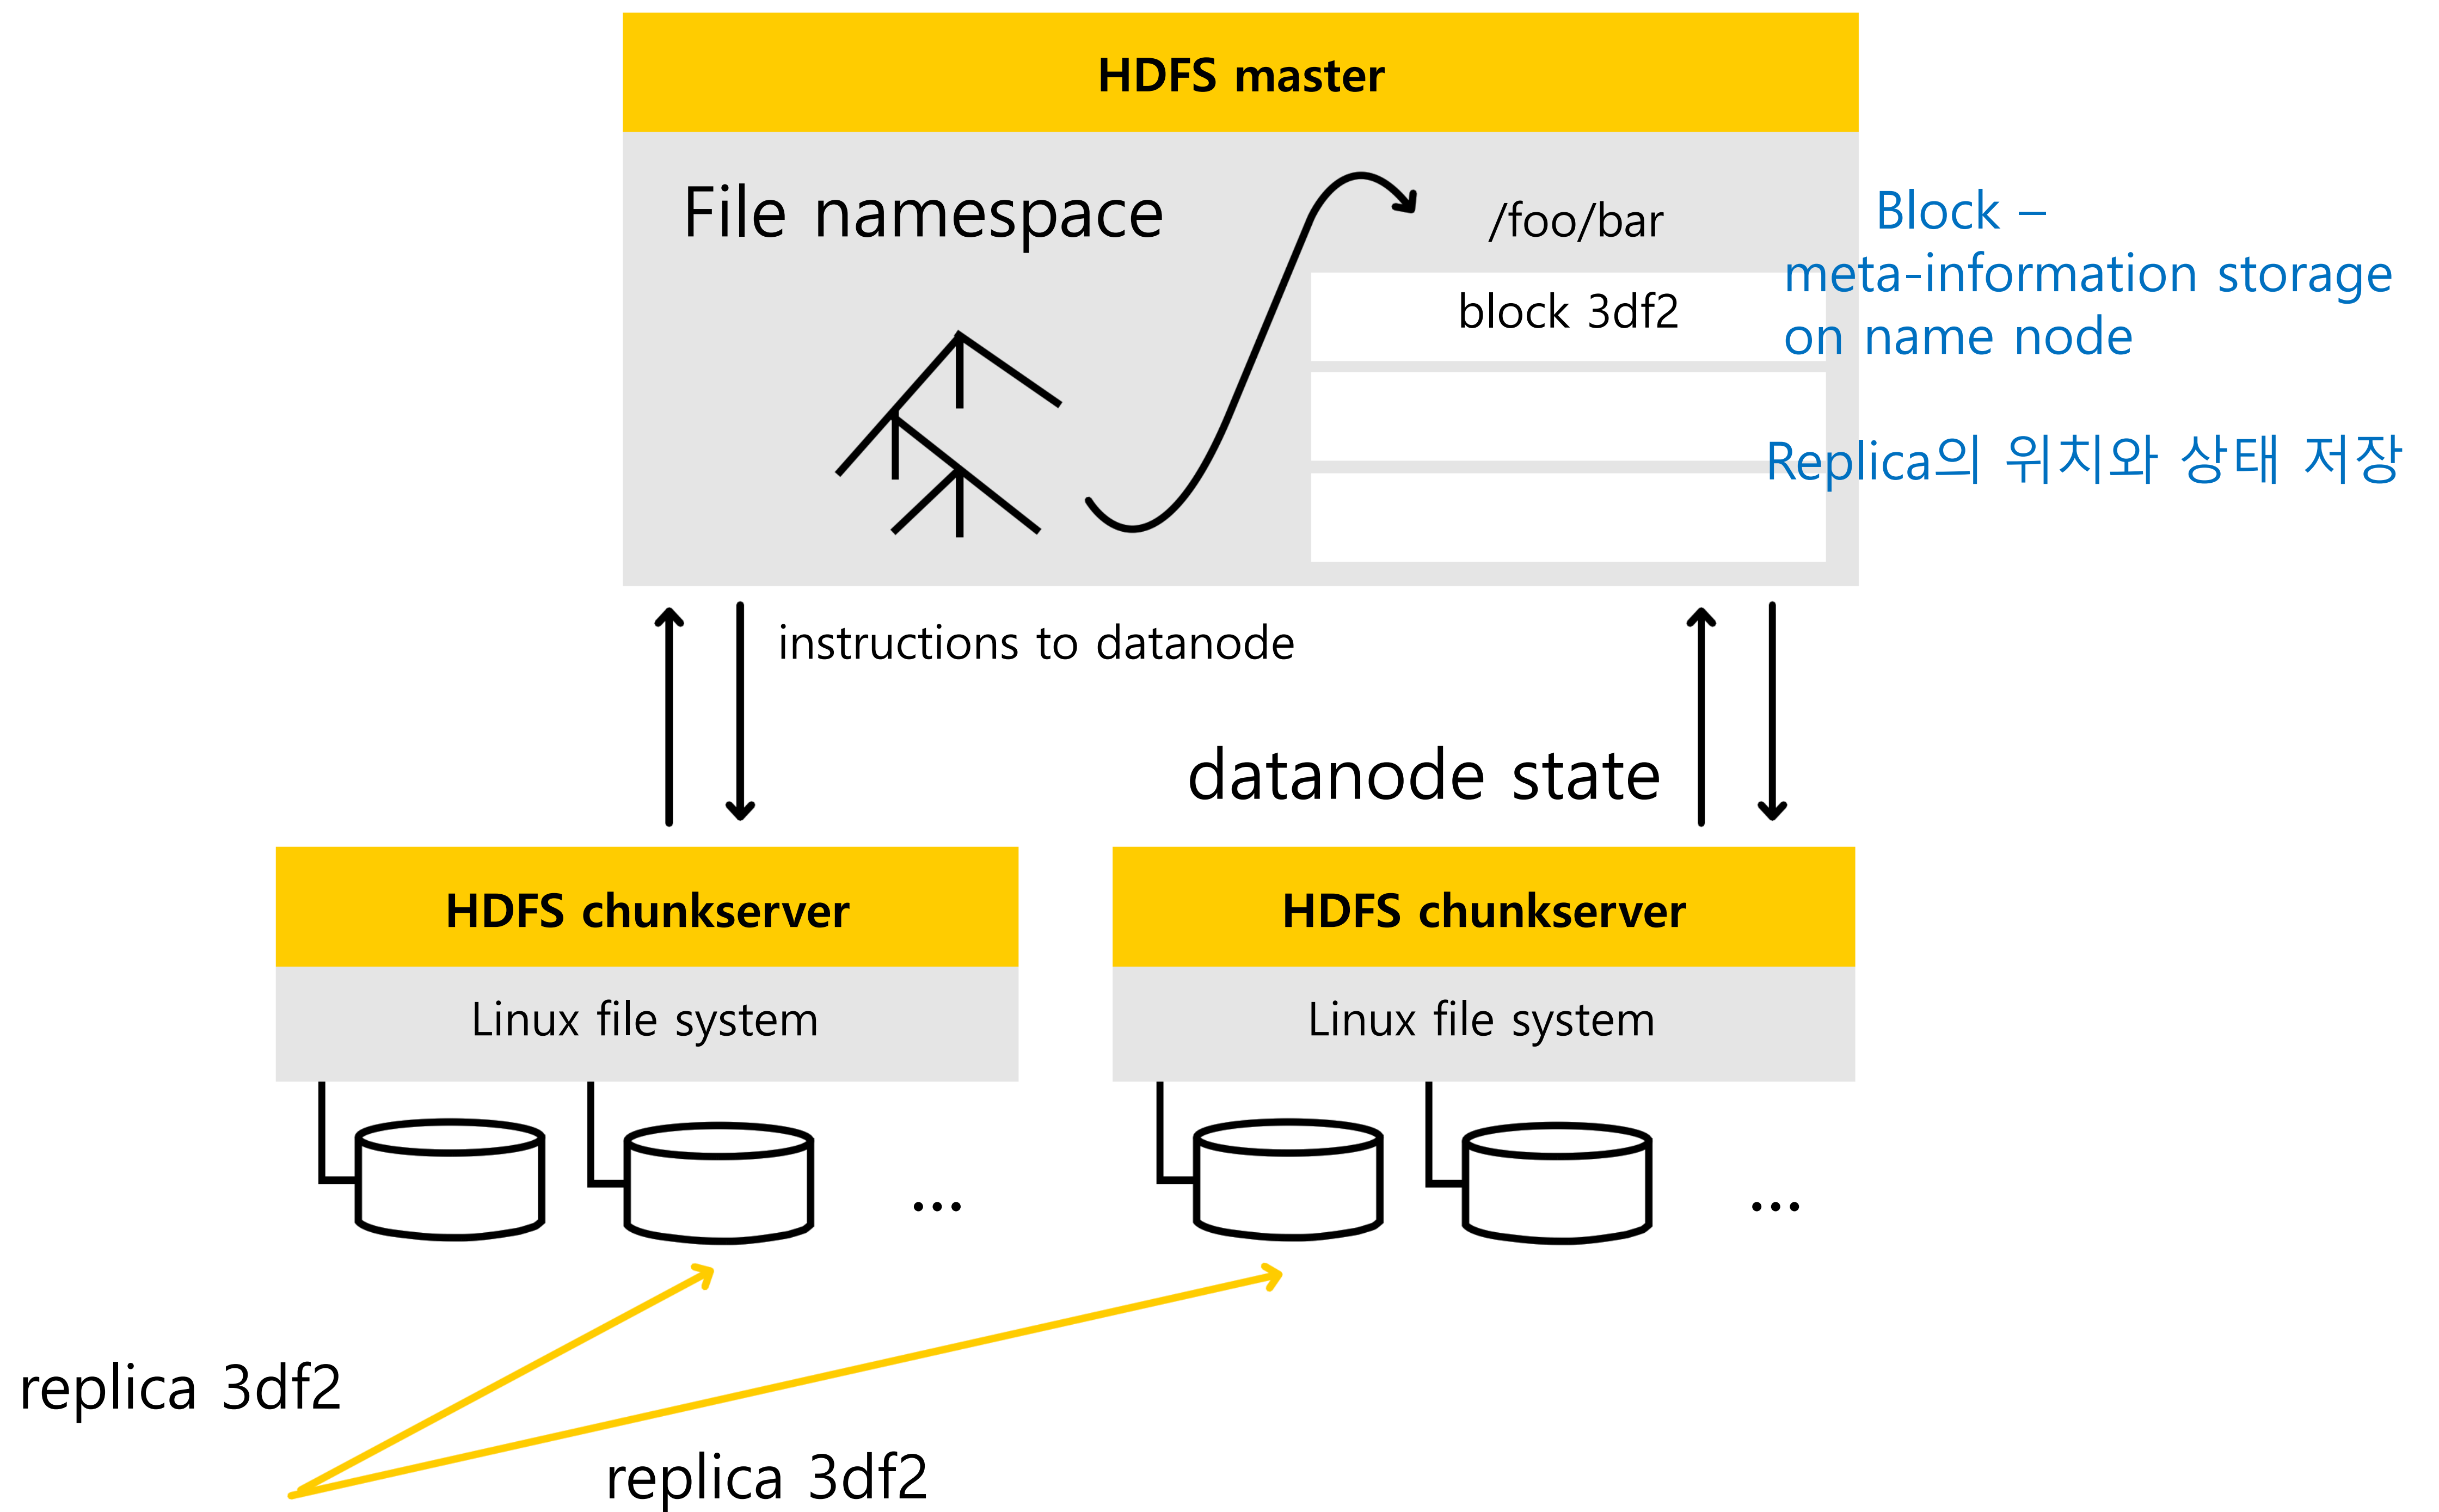 HDFS master
File namespace
/foo/bar
block 3df2
Block –
meta-information storage
on name node
Replica의 위치와 상태 저장
instructions to datanode
datanode state
HDFS chunkserver
Linux file system
...
HDFS chunkserver
Linux file system
...
replica 3df2
replica 3df2